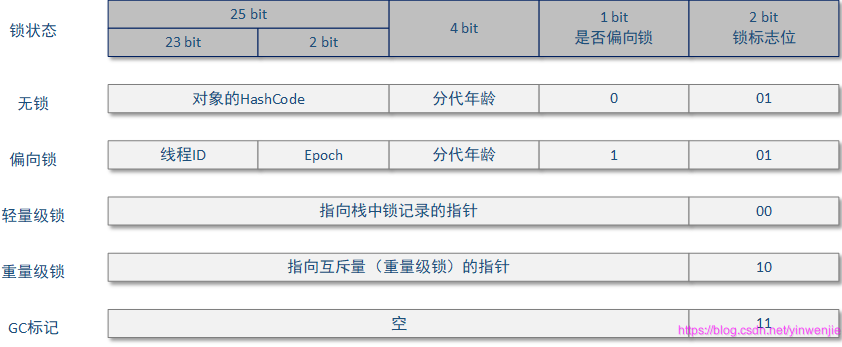 锁状态
25 bit
23 bit
2 bit
4 bit
1 bit
是否偏向锁
2 bit
锁标志位
无锁
对象的HashCode
分代年龄
0
01
偏向锁
线程ID
Epoch
分代年龄
1
01
轻量级锁
指向栈中锁记录的指针
00
重量级锁
指向互斥量（重量级锁）的指针
10
GC标记
空
11
https://blog.csdn.net/yinwenjie